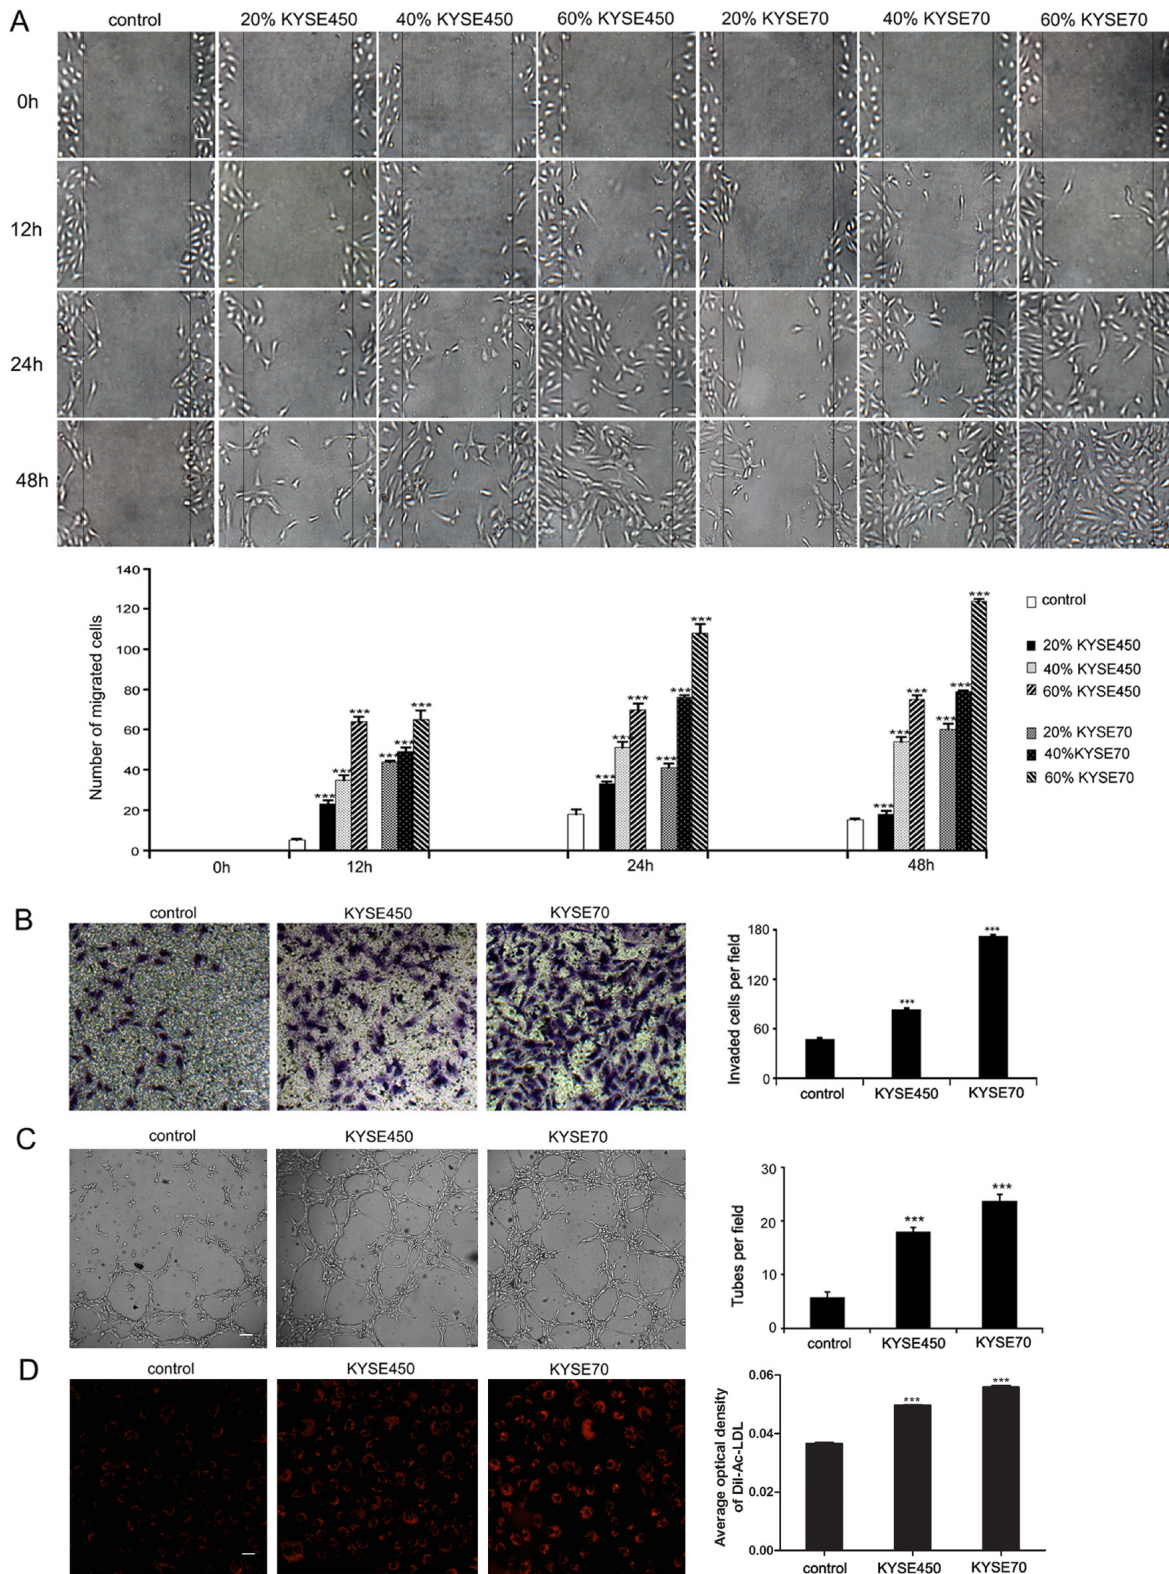 A
control 20% KYSE450 40% KYSE450 60% KYSE450 20% KYSE70 40% KYSE70 60% KYSE70
0h
12h
24h
48h
Number of migrated cells
140
120
100
80
60
40
20
0
*** *** *** *** *** ***
*** *** *** *** *** ***
*** *** *** *** *** ***
0h 12h 24h 48h
control
20% KYSE450
40% KYSE450
60% KYSE450
20% KYSE70
40%KYSE70
60% KYSE70
B
control KYSE450 KYSE70
Invaded cells per field
180
120
60
0
*** ***
control KYSE450 KYSE70
C
control KYSE450 KYSE70
Tubes per field
30
20
10
0
*** ***
control KYSE450 KYSE70
D
control KYSE450 KYSE70
Average optical density
of Dil-Ac-LDL
0.06
0.04
0.02
0.00
*** ***
control KYSE450 KYSE70